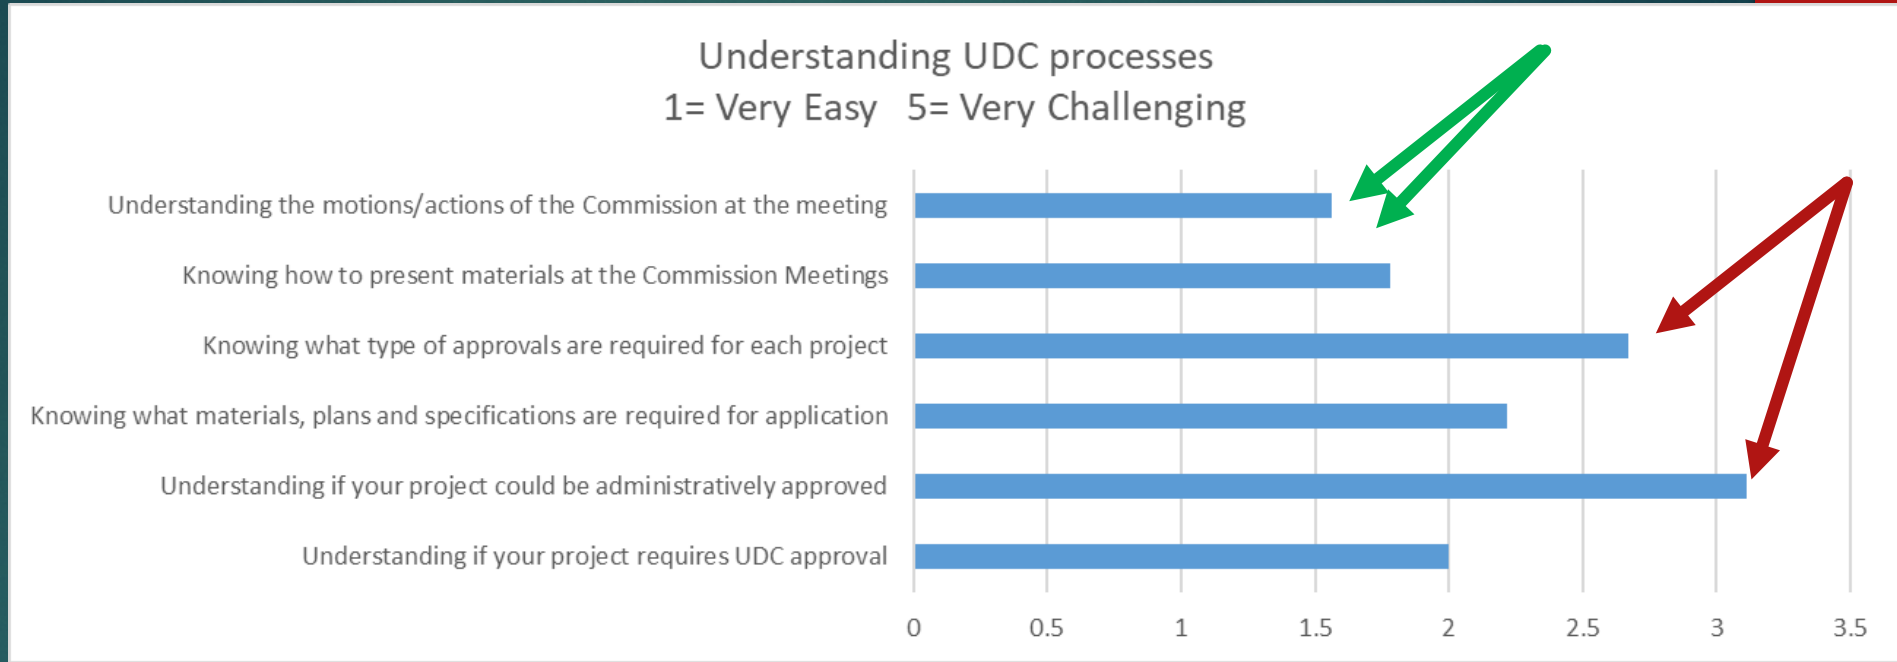 Understanding UDC processes
1= Very Easy   5= Very Challenging
Understanding the motions/actions of the Commission at the meeting
Knowing how to present materials at the Commission Meetings
Knowing what type of approvals are required for each project
Knowing what materials, plans and specifications are required for application
Understanding if your project could be administratively approved
Understanding if your project requires UDC approval
0 0.5 1 1.5 2 2.5 3 3.5